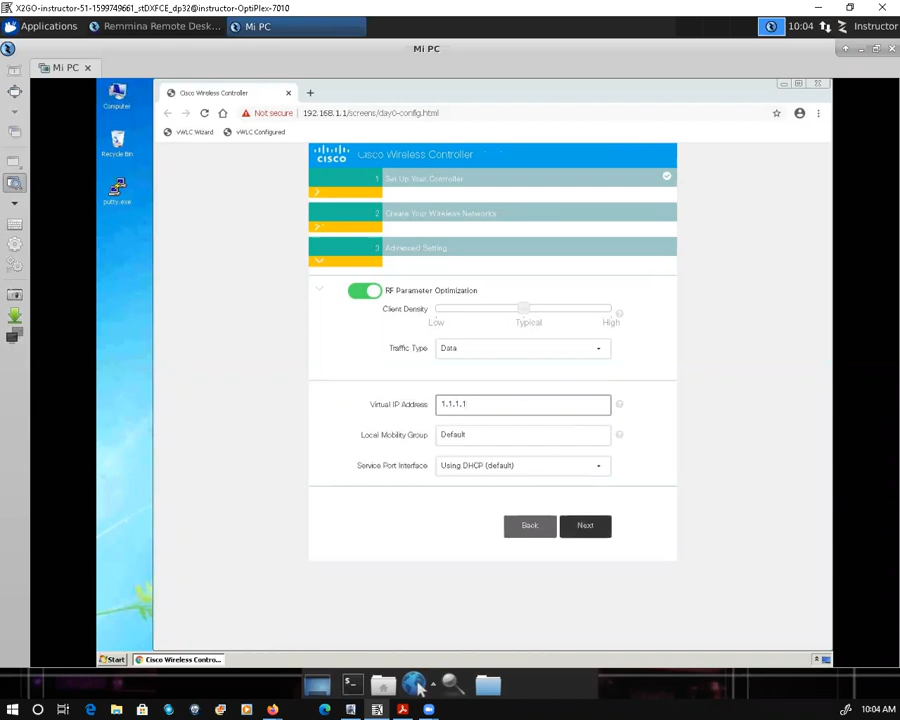 X2GO-instructor-51-1599749661_stDXFCE_dp32@instructor-OptiPlex-7010
Applications
Remmina Remote Desk...
Mi PC
10:04
Instructor
Mi PC
Mi PC
Computer
Recycle Bin
putty.exe
Cisco Wireless Controller
Not secure
192.168.1.1/screens/day0-config.html
vWLC Wizard
vWLC Configured
CISCO
Cisco Wireless Controller
1 Set Up Your Controller
2 Create Your Wireless Networks
3 Advanced Setting
RF Parameter Optimization
Client Density
Low Typical High
Traffic Type Data
Virtual IP Address 1.1.1.1
Local Mobility Group Default
Service Port Interface Using DHCP (default)
Back Next
Start
Cisco Wireless Contro...
10:04 AM